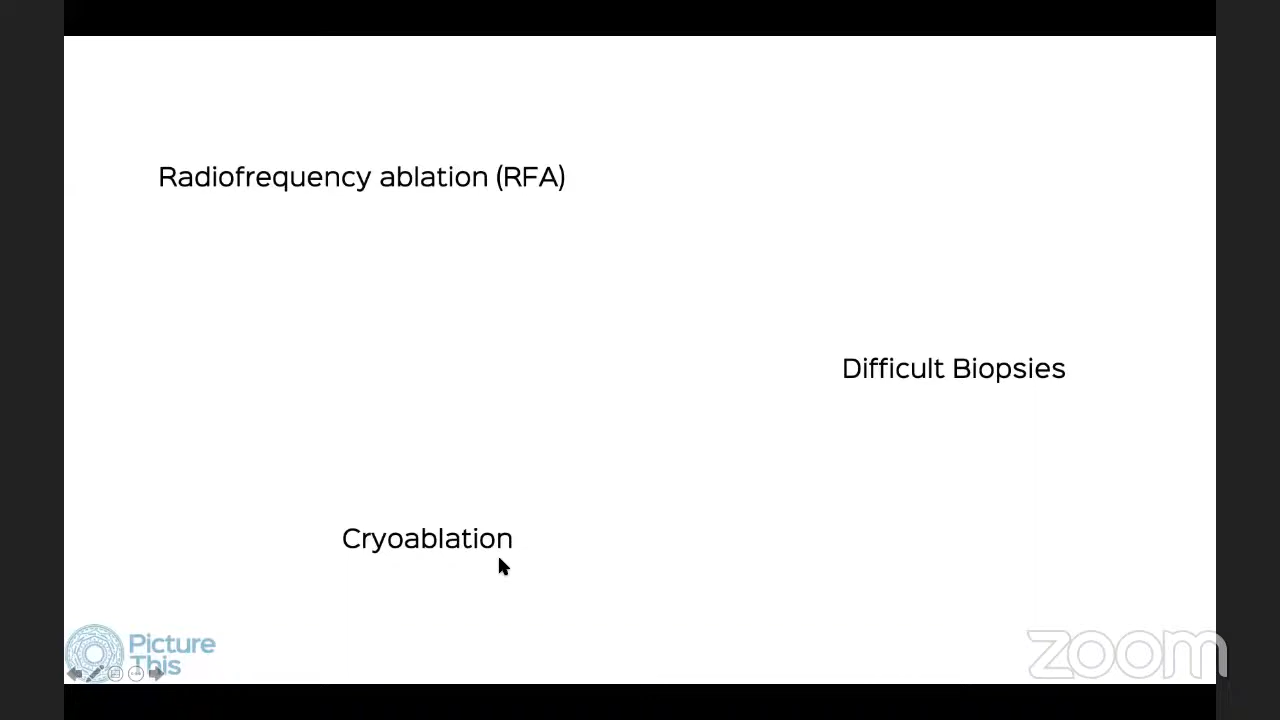 Radiofrequency ablation (RFA)
Difficult Biopsies
Cryoablation
Picture
This
zoom